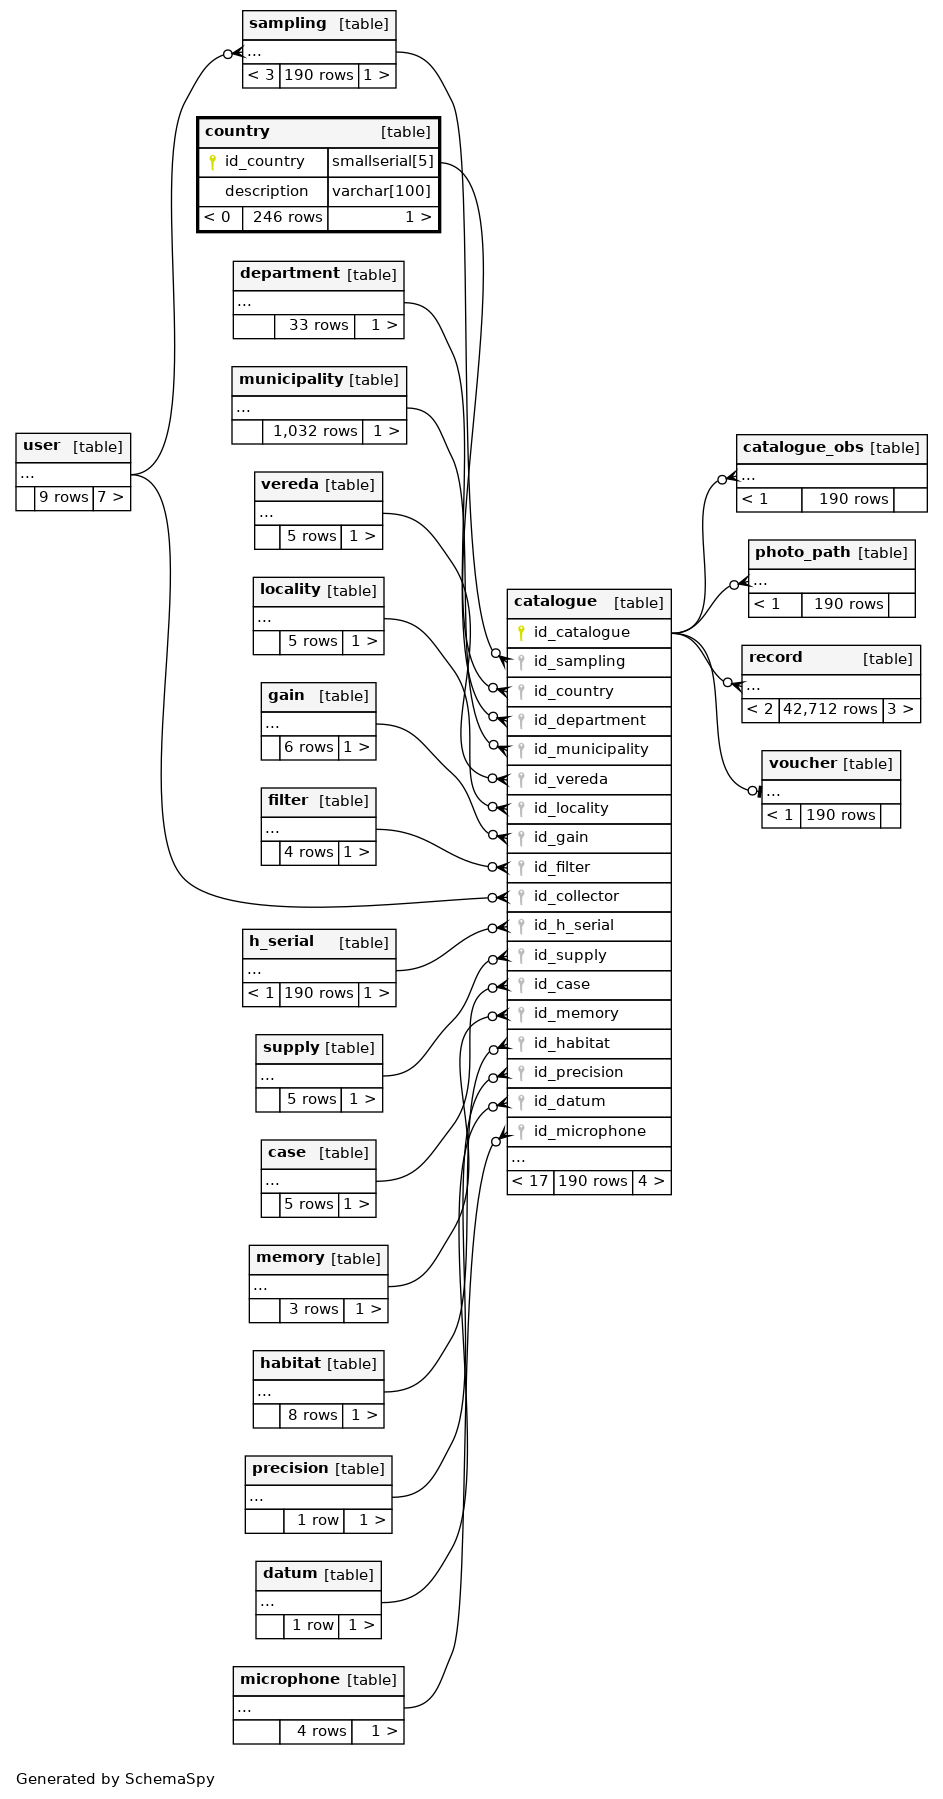 sampling [table]
...
< 3 190 rows 1 >
country [table]
id_country smallserial[5]
description varchar[100]
< 0 246 rows 1 >
department [table]
...
33 rows 1 >
municipality [table]
...
1,032 rows 1 >
user [table]
...
9 rows 7 >
vereda [table]
...
5 rows 1 >
locality [table]
...
5 rows 1 >
gain [table]
...
6 rows 1 >
filter [table]
...
4 rows 1 >
h_serial [table]
...
< 1 190 rows 1 >
supply [table]
...
5 rows 1 >
case [table]
...
5 rows 1 >
memory [table]
...
3 rows 1 >
habitat [table]
...
8 rows 1 >
precision [table]
...
1 row 1 >
datum [table]
...
1 row 1 >
microphone [table]
...
4 rows 1 >
catalogue [table]
id_catalogue
id_sampling
id_country
id_department
id_municipality
id_vereda
id_locality
id_gain
id_filter
id_collector
id_h_serial
id_supply
id_case
id_memory
id_habitat
id_precision
id_datum
id_microphone
...
< 17 190 rows 4 >
catalogue_obs [table]
...
< 1 190 rows
photo_path [table]
...
< 1 190 rows
record [table]
...
< 2 42,712 rows 3 >
voucher [table]
...
< 1 190 rows
Generated by SchemaSpy